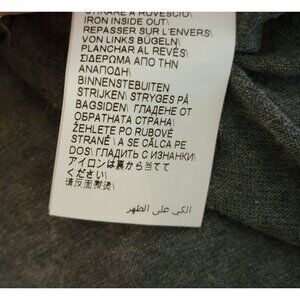 STIRARE A ROVESCIO\
IRON INSIDE OUT\
REPASSER SUR L'ENVERS\
VON LINKS BÜGELN\
PLANCHAR AL REVÉS\
ΣΙΔΕΡΩΜΑ ΑΠΟ ΤΗΝ
ΑΝΑΠΟΔΗ\
BINNENSTEBUITEN
STRIJKEN\ STRYGES PÅ
BAGSIDEN\ ГЛАДЕНЕ ОТ
ОБРАТНАТА СТРАНА\
ŽEHLETE PO RUBOVÉ
STRANĚ\ A SE CĂLCA PE
DOS\ ГЛАДИТЬ С ИЗНАНКИ\
アイロンは裏から当てて
ください\
请反面熨烫\
الكي على الظهر